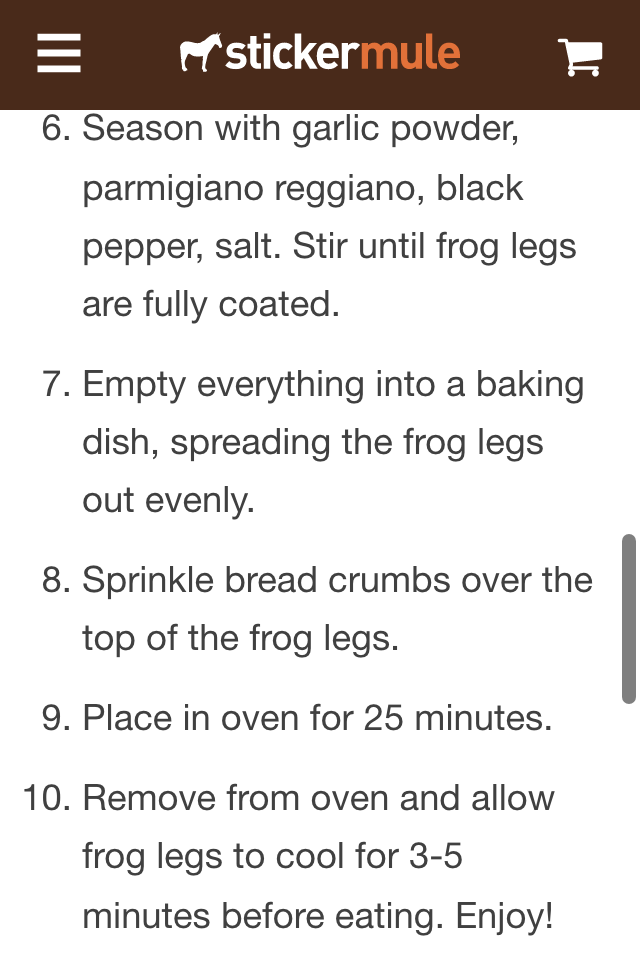 stickermule
6. Season with garlic powder,
parmigiano reggiano, black
pepper, salt. Stir until frog legs
are fully coated.
7. Empty everything into a baking
dish, spreading the frog legs
out evenly.
8. Sprinkle bread crumbs over the
top of the frog legs.
9. Place in oven for 25 minutes.
10. Remove from oven and allow
frog legs to cool for 3-5
minutes before eating. Enjoy!